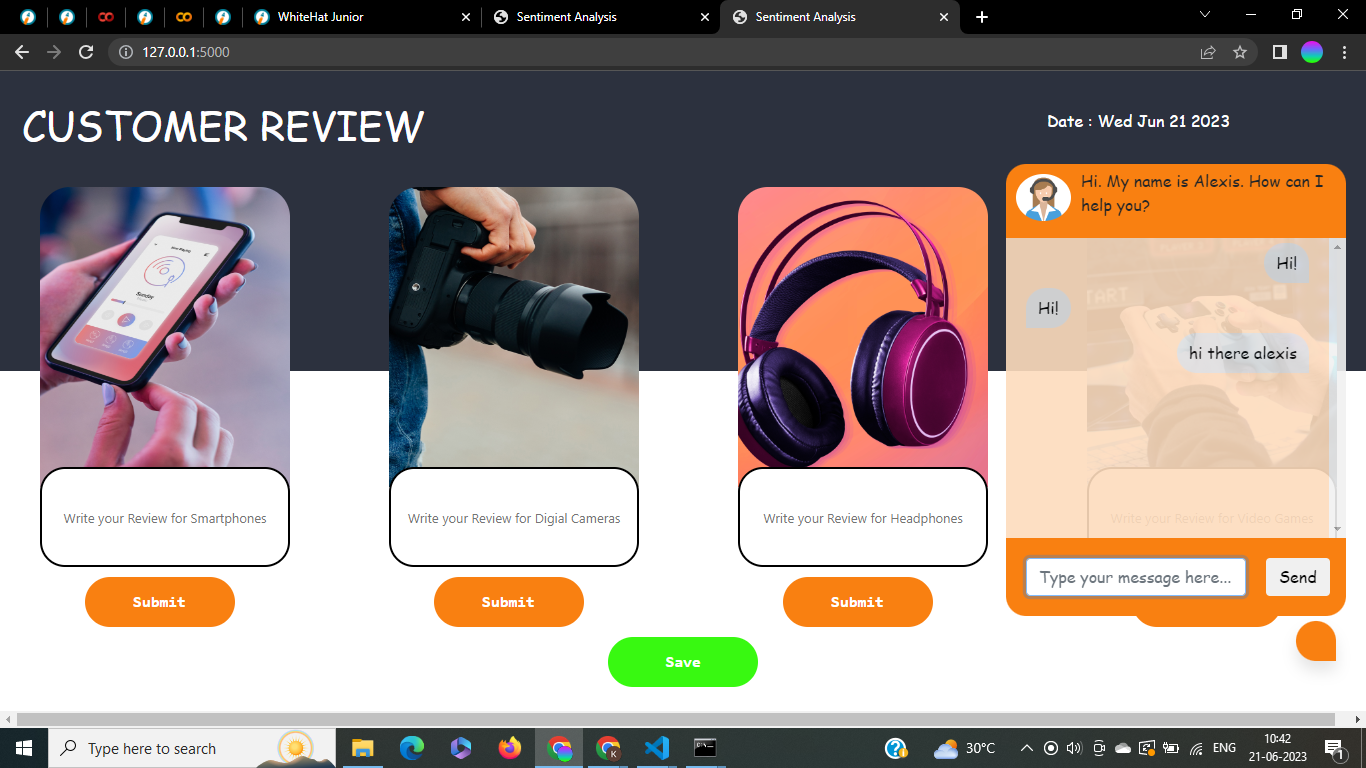 WhiteHat Junior
Sentiment Analysis
Sentiment Analysis
127.0.0.1:5000
CUSTOMER REVIEW
Date : Wed Jun 21 2023
Hi. My name is Alexis. How can I
help you?
Hi!
Hi!
hi there alexis
Sunday
START
Write your Review for Smartphones
Write your Review for Digial Cameras
Write your Review for Headphones
Write your Review for Video Games
Type your message here...
Send
Submit
Submit
Submit
Save
Type here to search
30°C
ENG
10:42
21-06-2023
1